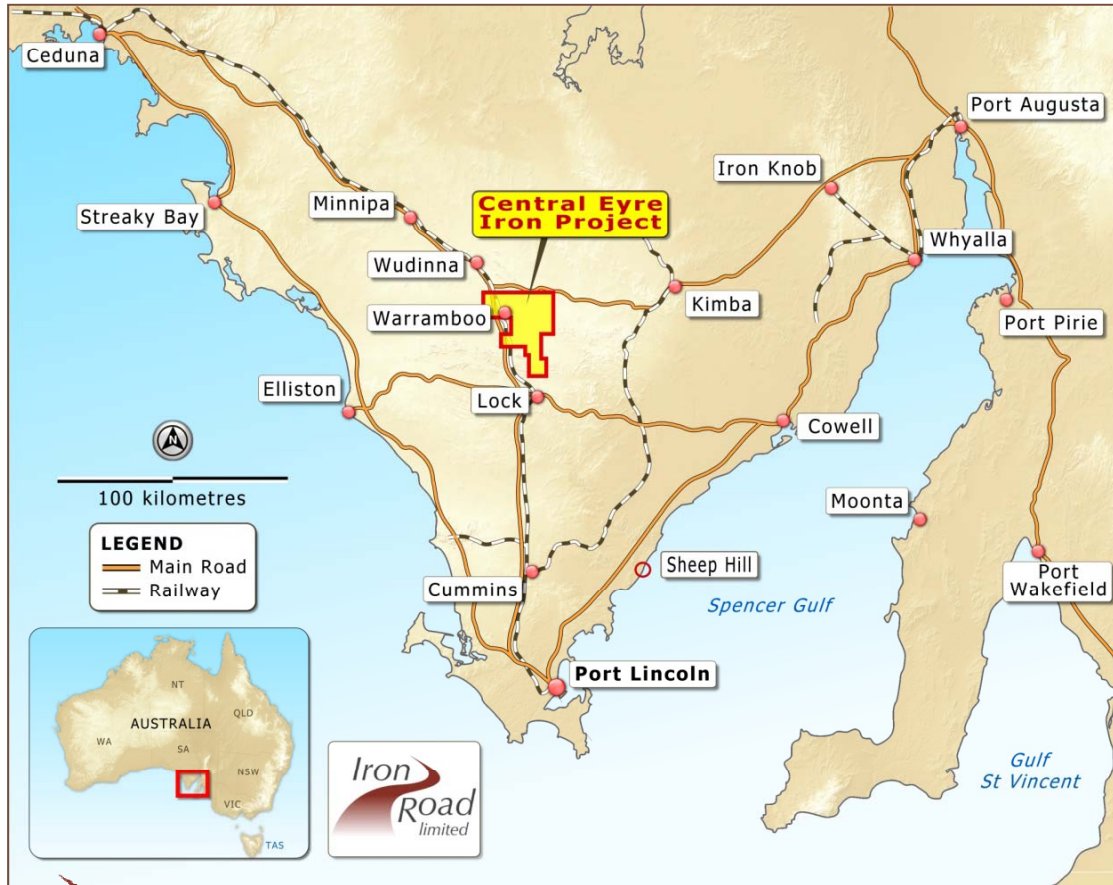 Ceduna
Port Augusta
Iron Knob
Streaky Bay
Minnipa
Central Eyre
Iron Project
Whyalla
Wudinna
Kimba
Port Pirie
Warramboo
Elliston
Lock
Cowell
N
100 kilometres
Moonta
LEGEND
Main Road
Railway
Cummins
Sheep Hill
Port
Wakefield
Spencer Gulf
Port Lincoln
NT
AUSTRALIA
QLD
WA
SA
NSW
VIC
TAS
Iron
Road
limited
Gulf
St Vincent